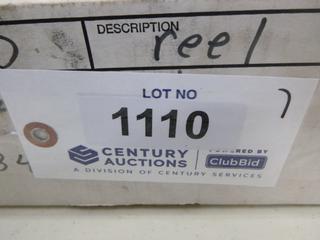 DESCRIPTION
reel
LOT NO
1110
CENTURY AUCTIONS
POWERED BY
ClubBid
A DIVISION OF CENTURY SERVICES